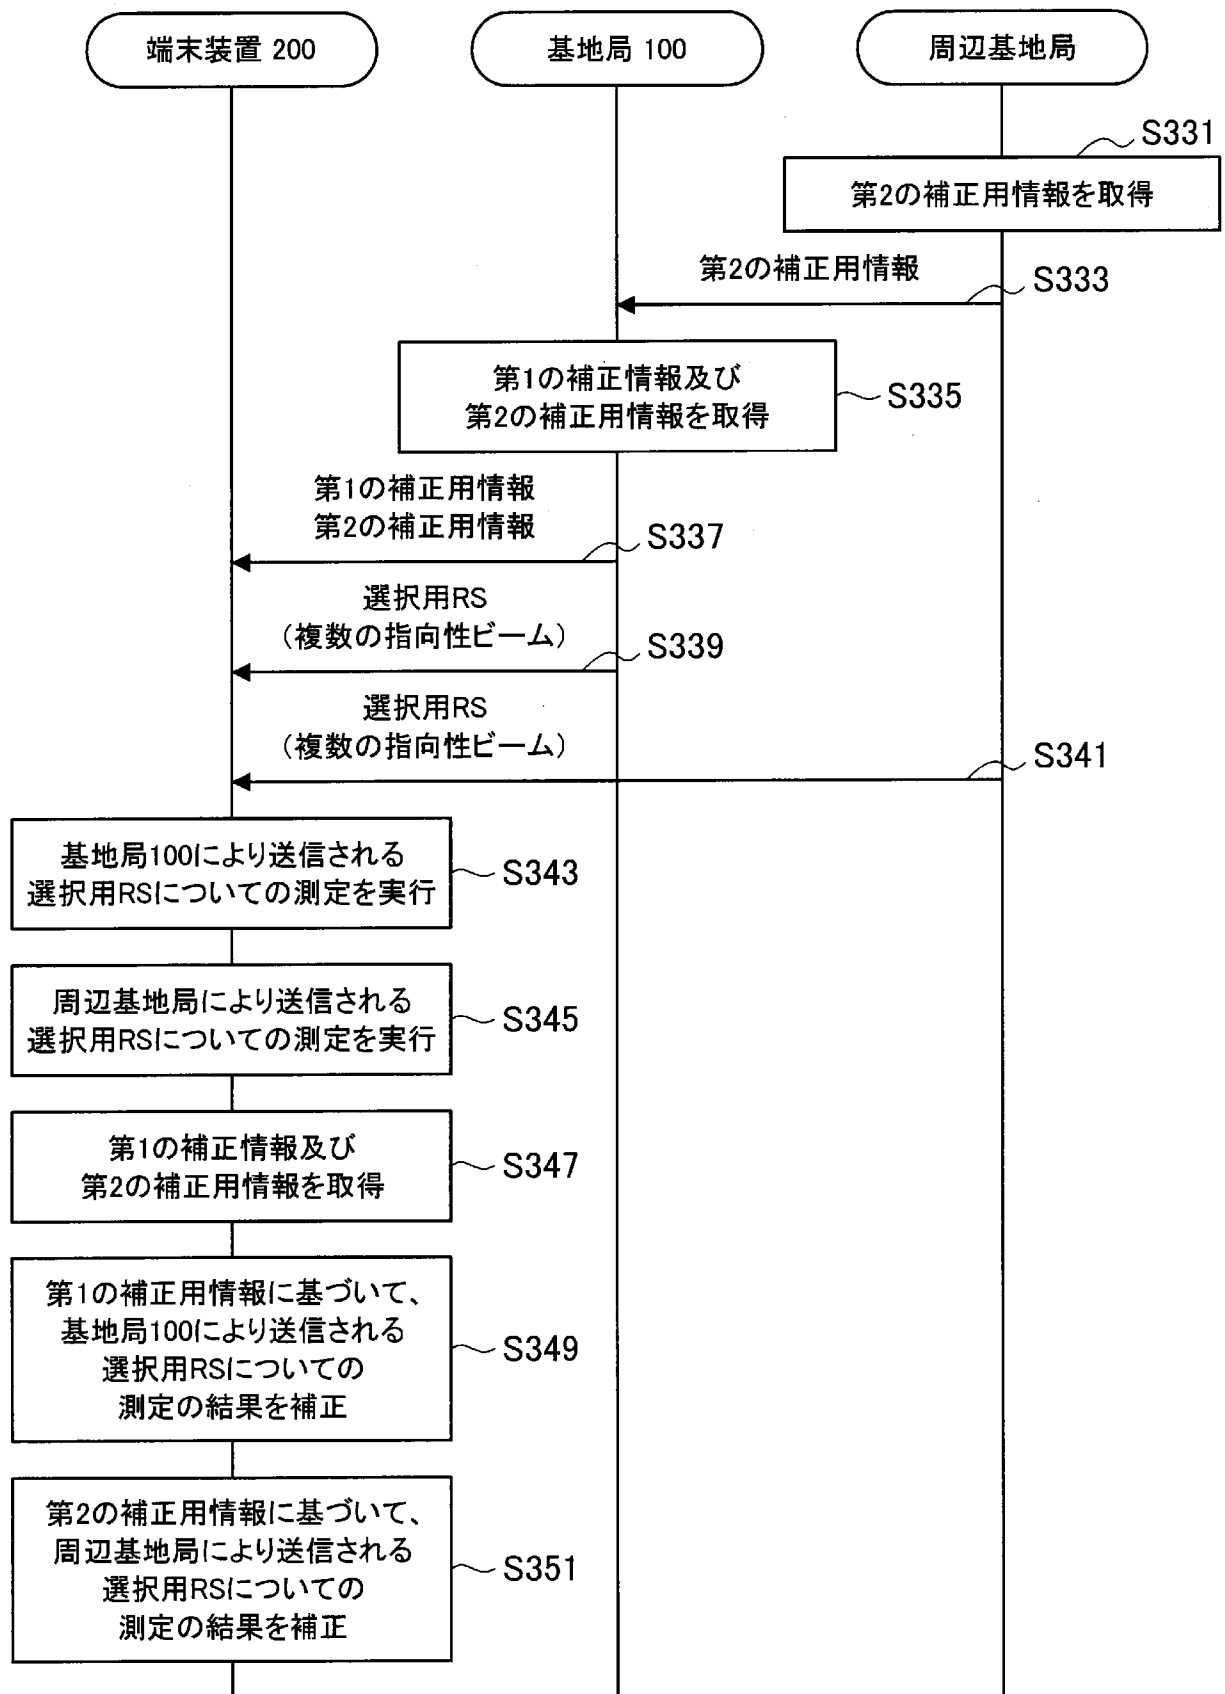 端末装置 200
基地局 100
周辺基地局
S331
第2の補正用情報を取得
第2の補正用情報
S333
第1の補正情報及び
第2の補正用情報を取得
S335
第1の補正用情報
第2の補正用情報
S337
選択用RS
（複数の指向性ビーム）
S339
選択用RS
（複数の指向性ビーム）
S341
基地局100により送信される
選択用RSについての測定を実行
S343
周辺基地局により送信される
選択用RSについての測定を実行
S345
第1の補正情報及び
第2の補正用情報を取得
S347
第1の補正用情報に基づいて、
基地局100により送信される
選択用RSについての
測定の結果を補正
S349
第2の補正用情報に基づいて、
周辺基地局により送信される
選択用RSについての
測定の結果を補正
S351